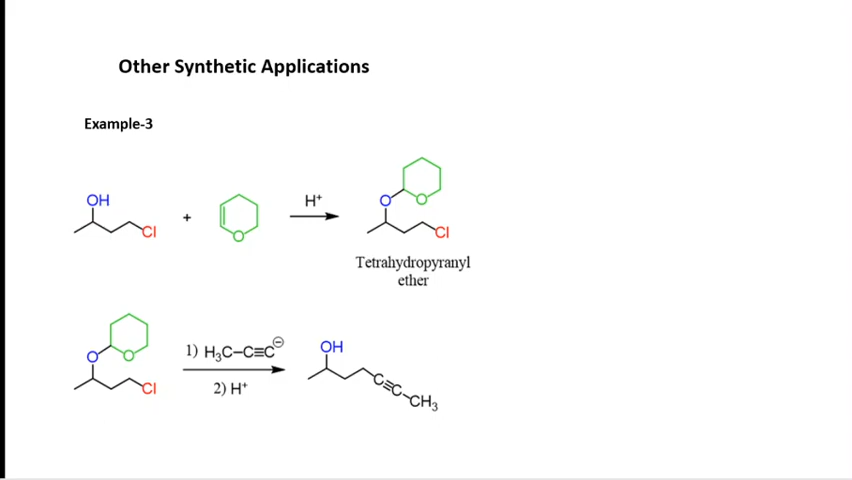 Other Synthetic Applications
Example-3
OH
Cl
+
O
H⁺
O
O
Cl
Tetrahydropyranyl
ether
O
O
Cl
1) H₃C–C≡C⊖
2) H⁺
OH
C≡C
CH₃